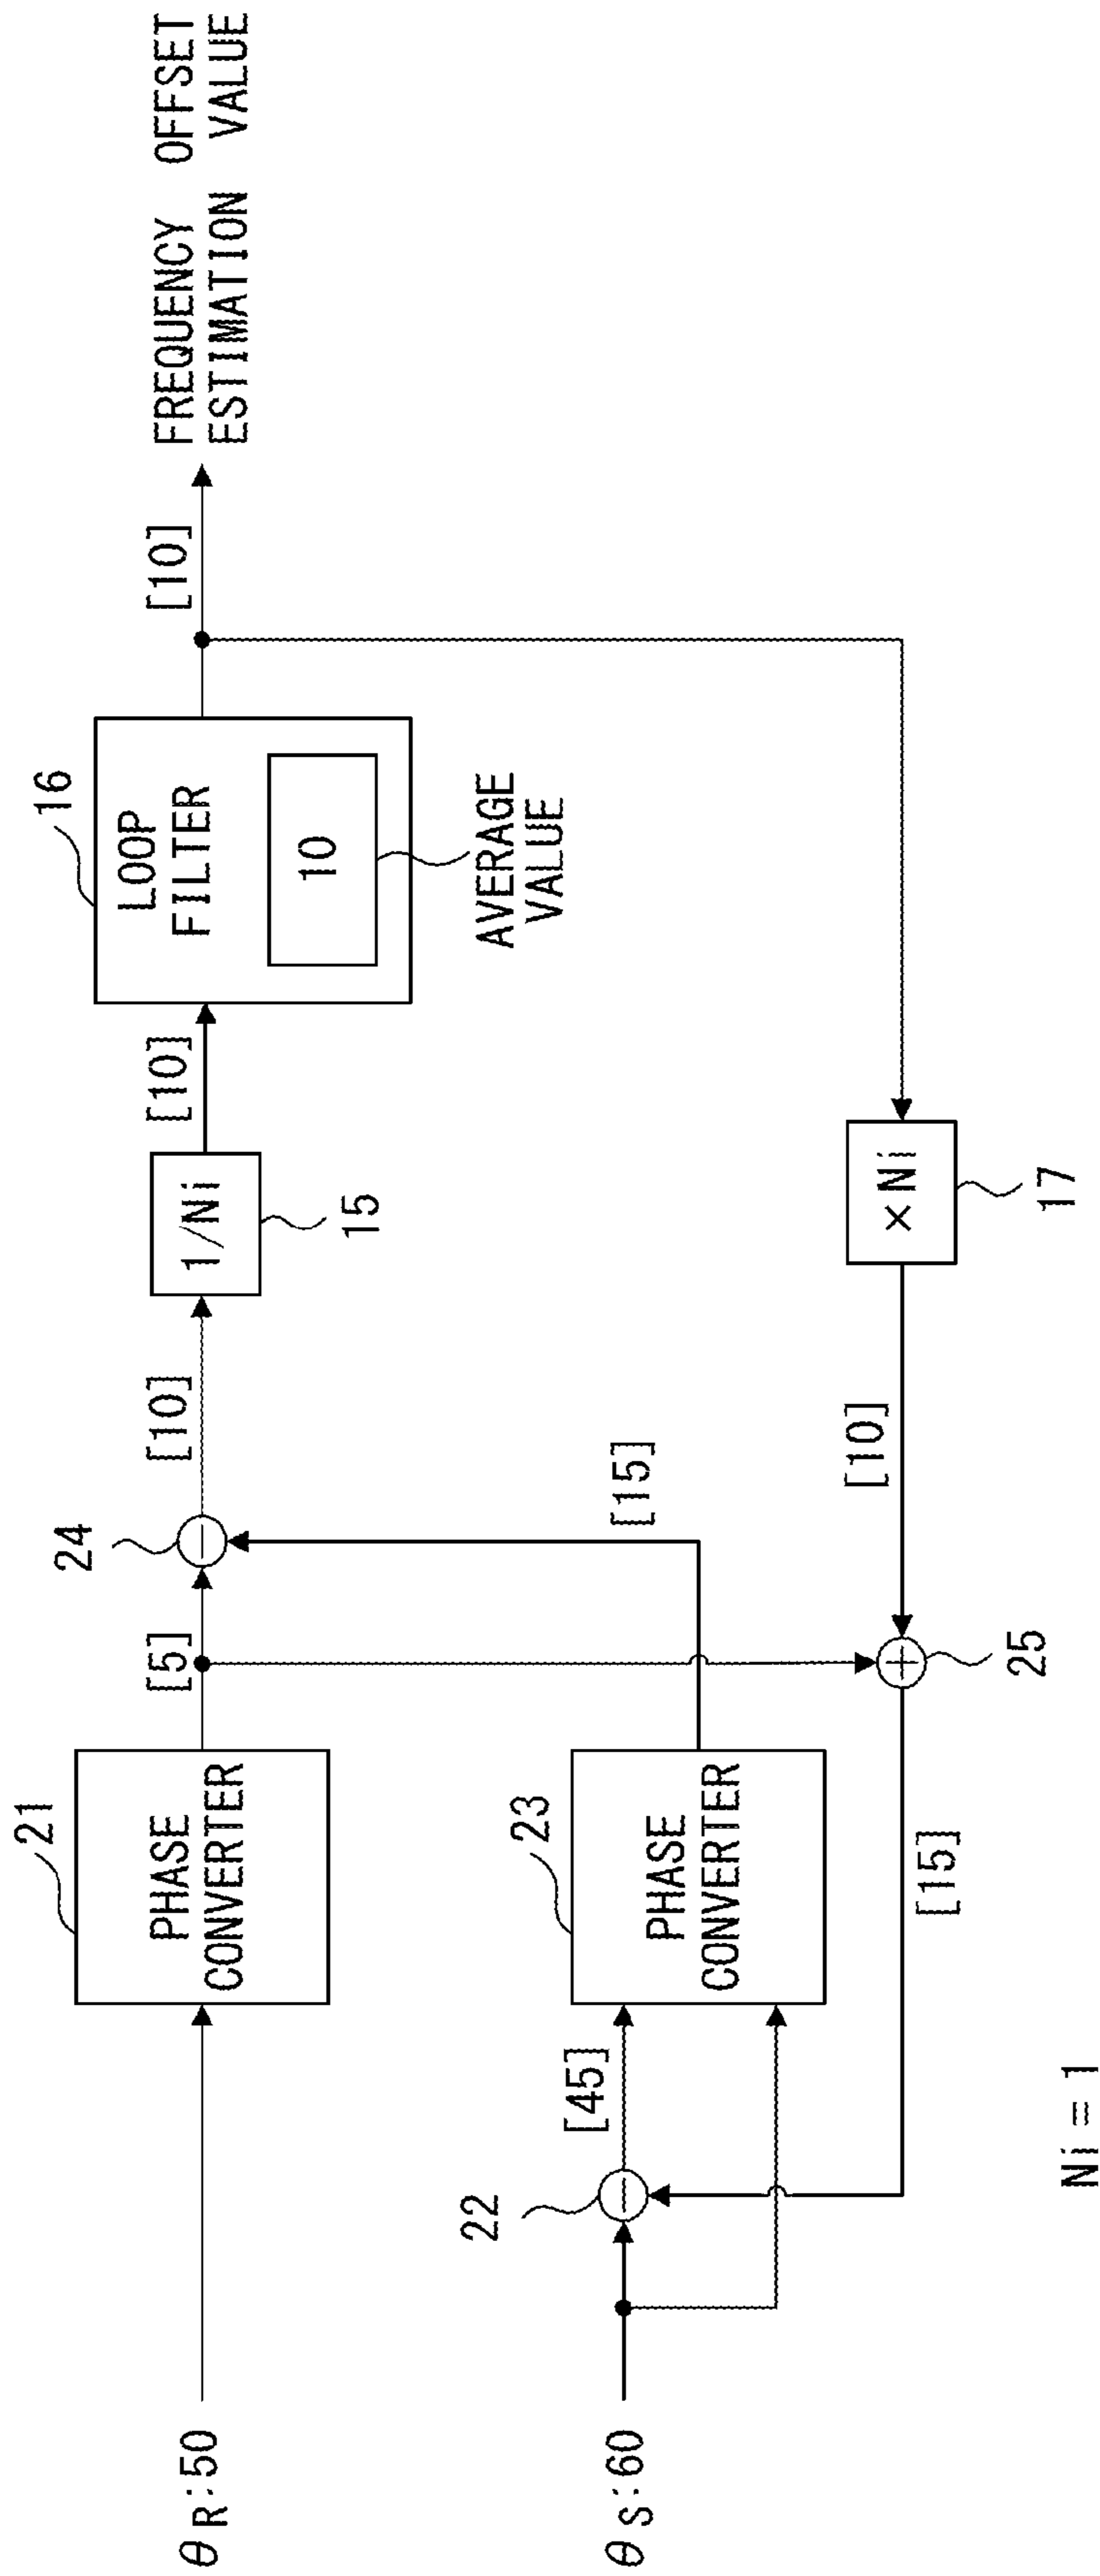 θR:50
21
PHASE
CONVERTER
[5]
24
[10]
1/Ni
15
[10]
16
LOOP
FILTER
10
AVERAGE
VALUE
[10]
FREQUENCY OFFSET
ESTIMATION VALUE
θS:60
22
[45]
23
PHASE
CONVERTER
[15]
[15]
25
[10]
×Ni
17
Ni = 1